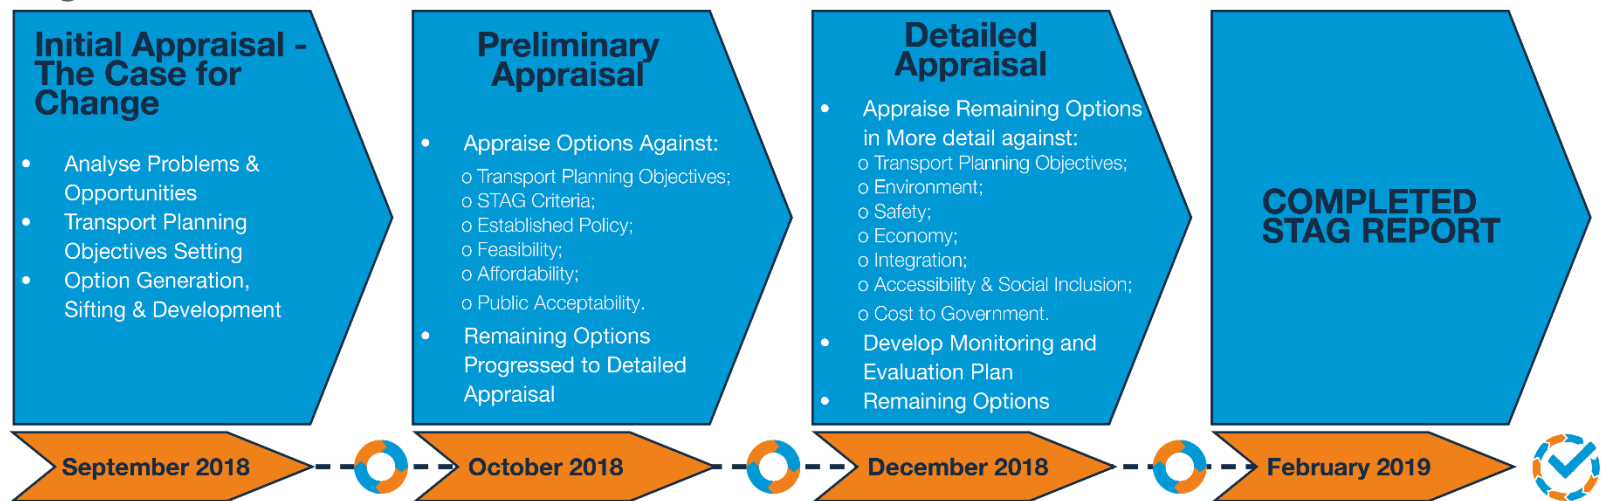 Initial Appraisal -
The Case for
Change
• Analyse Problems &
Opportunities
• Transport Planning
Objectives Setting
• Option Generation,
Sifting & Development
Preliminary
Appraisal
• Appraise Options Against:
o Transport Planning Objectives;
o STAG Criteria;
o Established Policy;
o Feasibility;
o Affordability;
o Public Acceptability.
• Remaining Options
Progressed to Detailed
Appraisal
Detailed
Appraisal
• Appraise Remaining Options
in More detail against:
o Transport Planning Objectives;
o Environment;
o Safety;
o Economy;
o Integration;
o Accessibility & Social Inclusion;
o Cost to Government.
• Develop Monitoring and
Evaluation Plan
• Remaining Options
COMPLETED
STAG REPORT
September 2018
October 2018
December 2018
February 2019